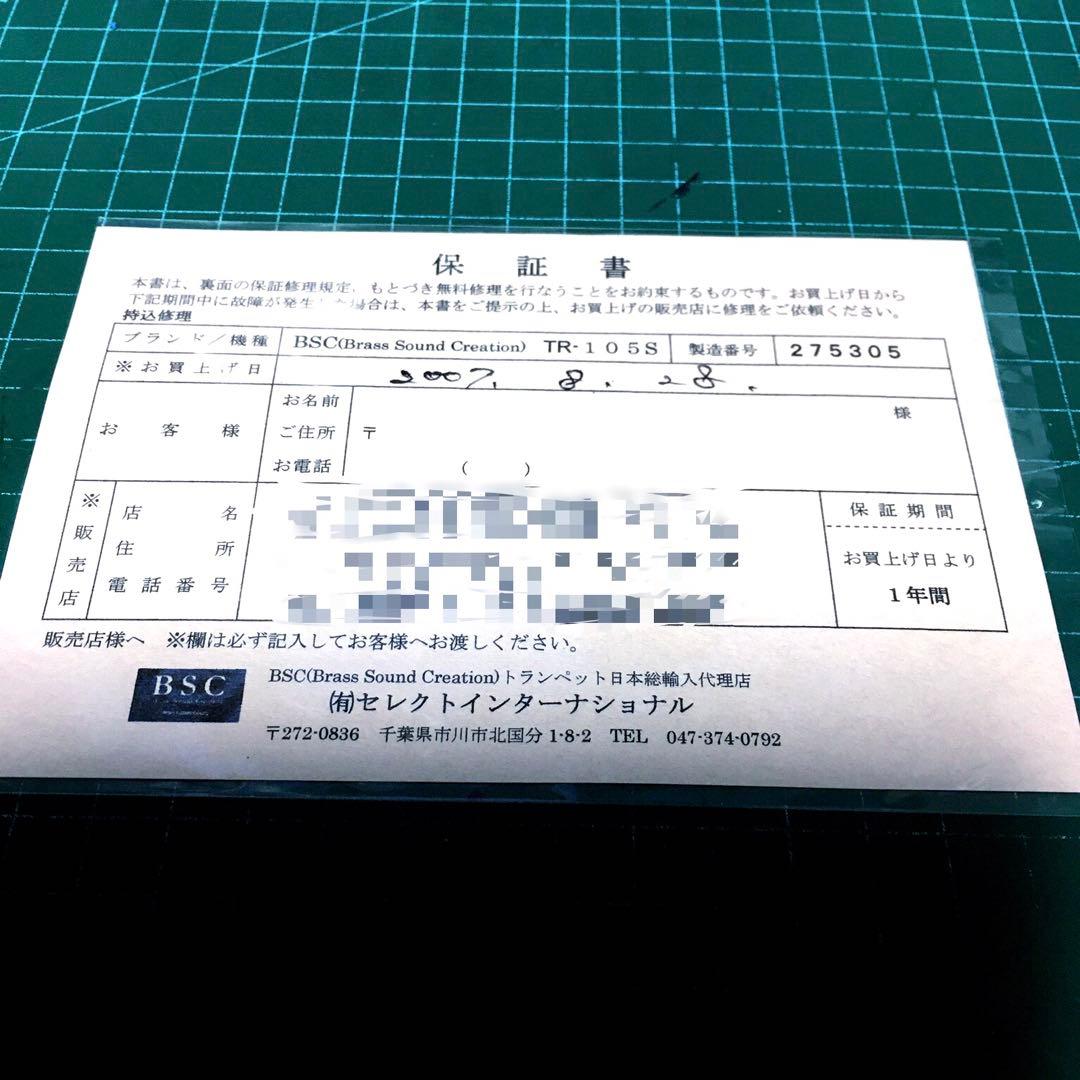 保証書
本書は、裏面の保証修理規定、もとづき無料修理を行なうことをお約束するものです。お買上げ日から
下記期間中に故障が発生した場合は、本書をご提示の上、お買上げの販売店に修理をご依頼ください。
持込修理
ブランド／機種 BSC(Brass Sound Creation) TR-105S 製造番号 275305
※お買上げ日 2007. 8. 28.
お客様 お名前 様
ご住所 〒
お電話 ( )
※販売店 店名
住所
電話番号
保証期間
お買上げ日より
1年間
販売店様へ ※欄は必ず記入してお客様へお渡しください。
BSC
BSC(Brass Sound Creation)トランペット日本総輸入代理店
㈲セレクトインターナショナル
〒272-0836 千葉県市川市北国分1-8-2 TEL 047-374-0792